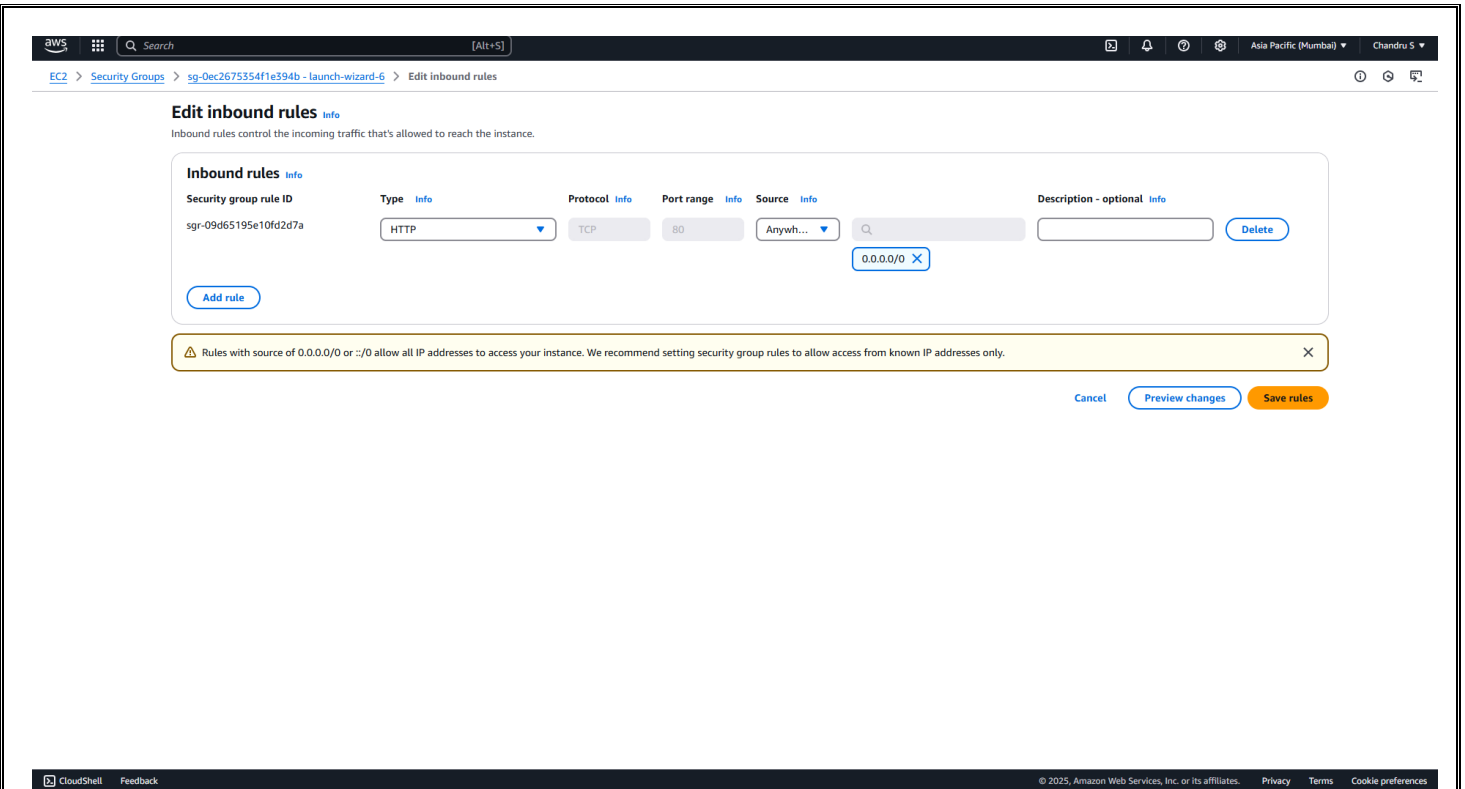 aws Search [Alt+S] Asia Pacific (Mumbai) Chandru S
EC2 > Security Groups > sg-0ec2675354f1e394b - launch-wizard-6 > Edit inbound rules
Edit inbound rules Info
Inbound rules control the incoming traffic that's allowed to reach the instance.
Inbound rules Info
Security group rule ID Type Info Protocol Info Port range Info Source Info Description - optional Info
sgr-09d65195e10fd2d7a HTTP TCP 80 Anywh... Delete
0.0.0.0/0
Add rule
Rules with source of 0.0.0.0/0 or ::/0 allow all IP addresses to access your instance. We recommend setting security group rules to allow access from known IP addresses only.
Cancel Preview changes Save rules
CloudShell Feedback © 2025, Amazon Web Services, Inc. or its affiliates. Privacy Terms Cookie preferences